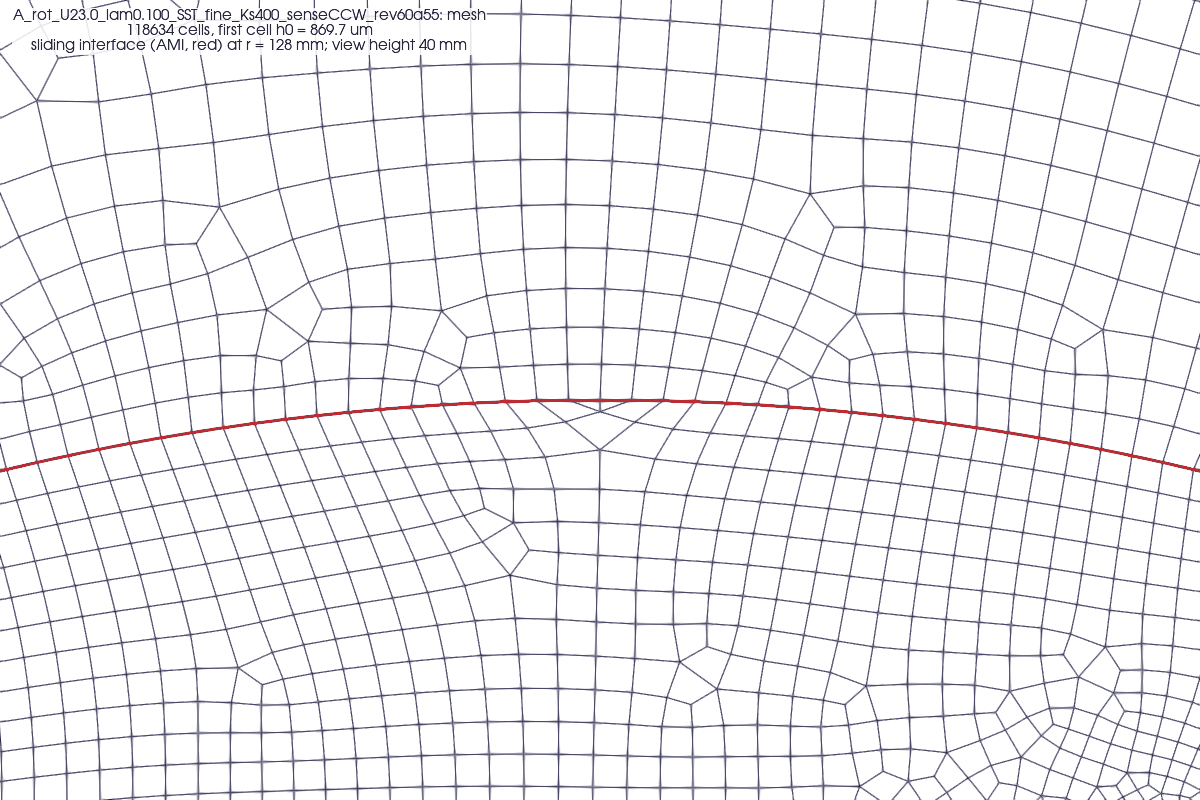 A_rot_U23.0_lam0.100_SST_fine_Ks400_senseCCW_rev60a55: mesh
118634 cells, first cell h0 = 869.7 um
sliding interface (AMI, red) at r = 128 mm; view height 40 mm